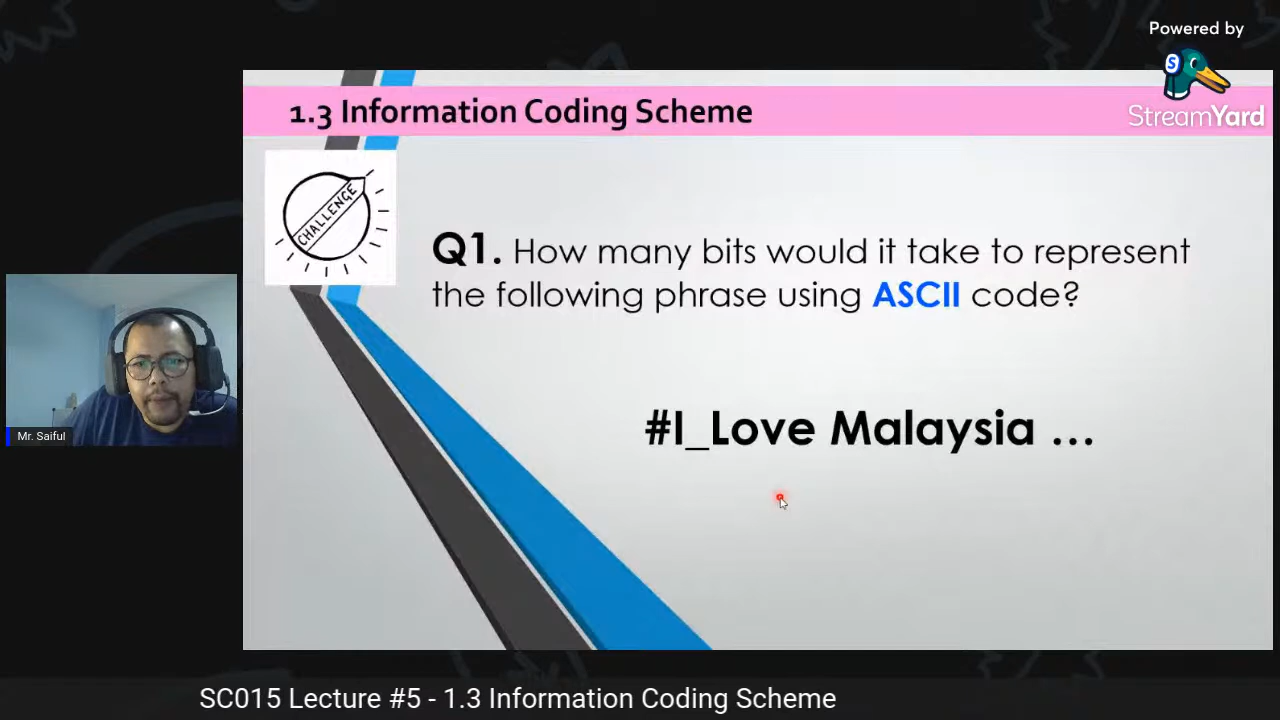 Powered by
StreamYard
1.3 Information Coding Scheme
CHALLENGE
Q1. How many bits would it take to represent
the following phrase using ASCII code?
#I_Love Malaysia ...
Mr. Saiful
SC015 Lecture #5 - 1.3 Information Coding Scheme